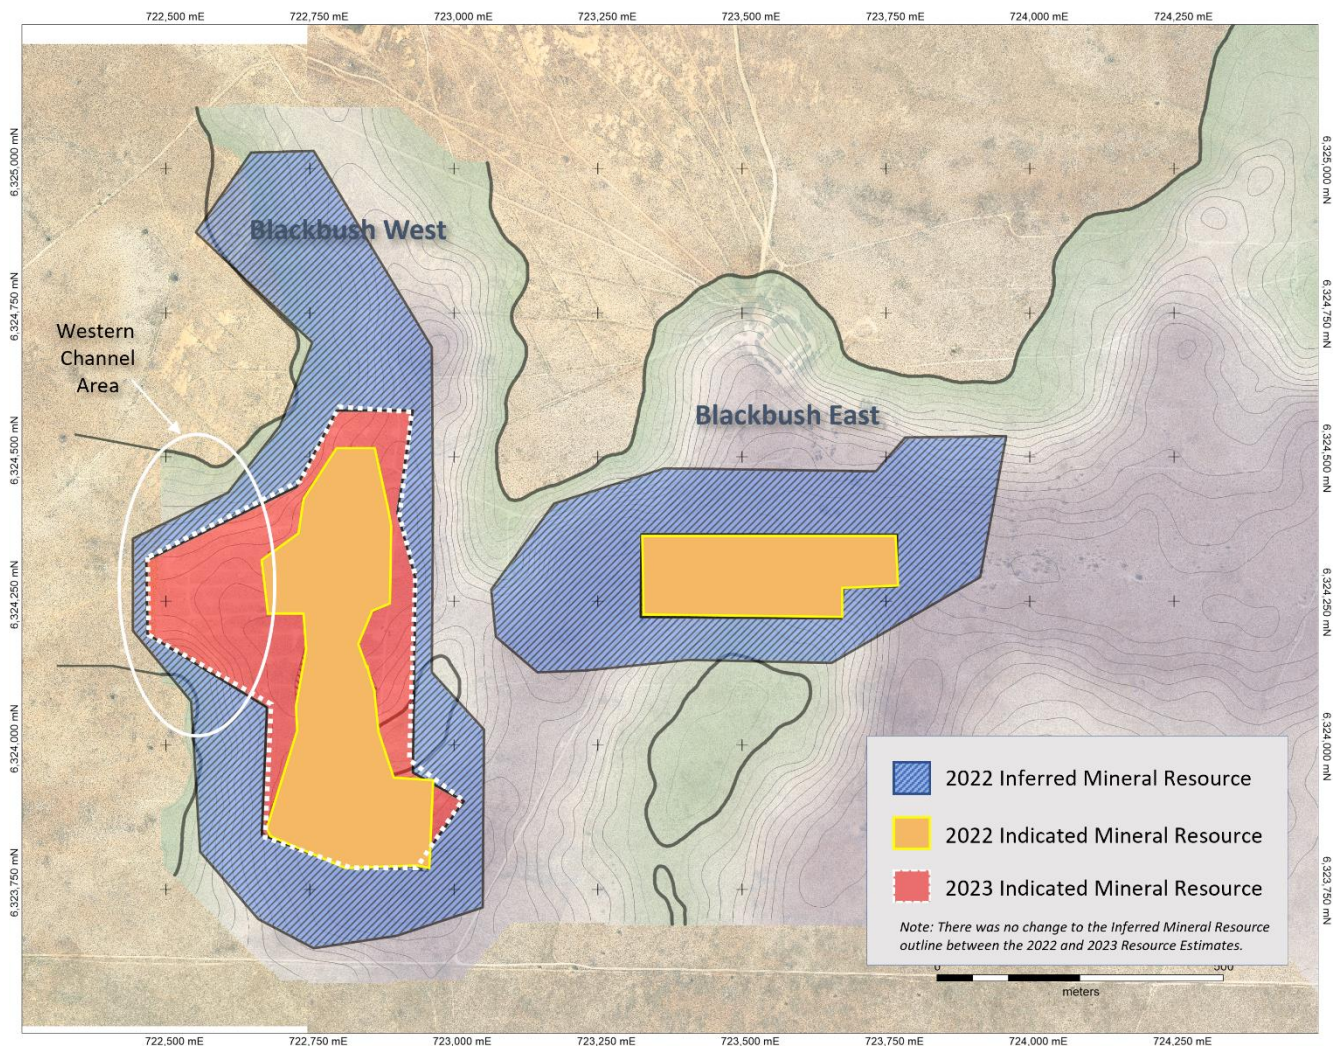 722,500 mE 722,750 mE 723,000 mE 723,250 mE 723,500 mE 723,750 mE 724,000 mE 724,250 mE
6,325,000 mN
6,324,750 mN
6,324,500 mN
6,324,250 mN
6,324,000 mN
6,323,750 mN
Blackbush West
Western
Channel
Area
Blackbush East
6,325,000 mN
6,324,750 mN
6,324,500 mN
6,324,250 mN
6,324,000 mN
6,323,750 mN
2022 Inferred Mineral Resource
2022 Indicated Mineral Resource
2023 Indicated Mineral Resource
Note: There was no change to the Inferred Mineral Resource
outline between the 2022 and 2023 Resource Estimates.
0 500
meters
722,500 mE 722,750 mE 723,000 mE 723,250 mE 723,500 mE 723,750 mE 724,000 mE 724,250 mE